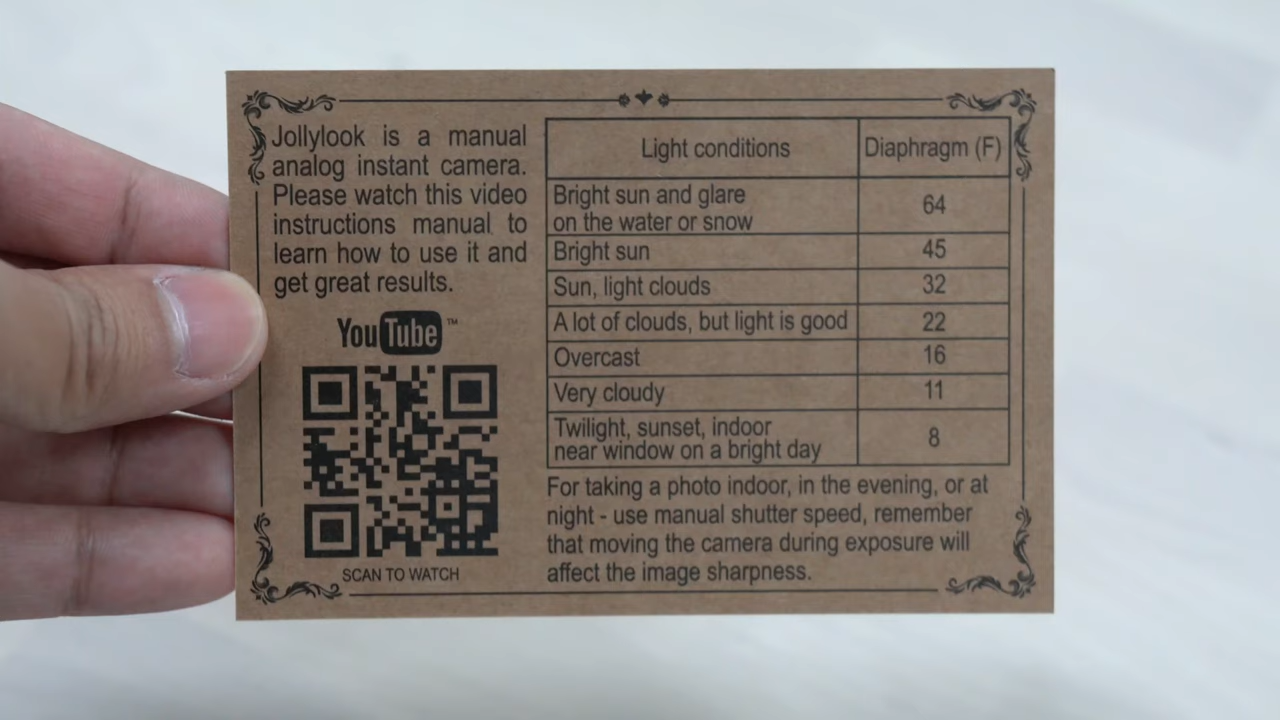 Jollylook is a manual
analog instant camera.
Please watch this video
instructions manual to
learn how to use it and
get great results.
YouTube™
SCAN TO WATCH
Light conditions Diaphragm (F)
Bright sun and glare
on the water or snow 64
Bright sun 45
Sun, light clouds 32
A lot of clouds, but light is good 22
Overcast 16
Very cloudy 11
Twilight, sunset, indoor
near window on a bright day 8
For taking a photo indoor, in the evening, or at
night - use manual shutter speed, remember
that moving the camera during exposure will
affect the image sharpness.